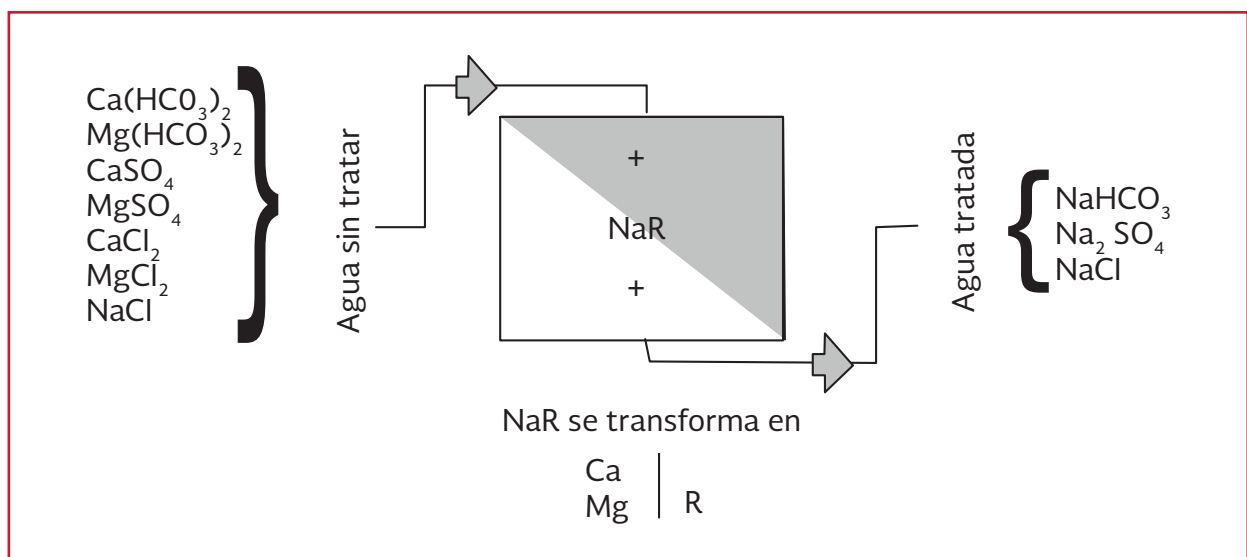 Ca(HC0₃)₂
Mg(HCO₃)₂
CaSO₄
MgSO₄
CaCl₂
MgCl₂
NaCl
Agua sin tratar
+
NaR
+
Agua tratada
NaHCO₃
Na₂ SO₄
NaCl
NaR se transforma en
Ca
Mg
R